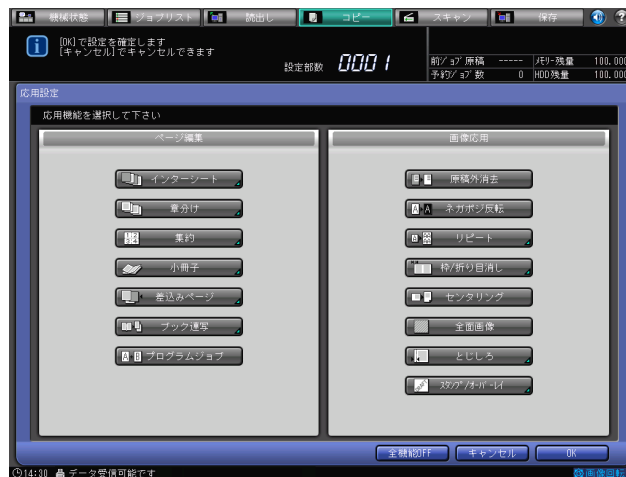 機械状態 ジョブリスト 読出し コピー スキャン 保存
[OK]で設定を確定します
[キャンセル]でキャンセルできます
設定部数 0001
前ジョブ原稿 ----- メモリー残量 100.000
予約ジョブ数 0 HDD残量 100.000
応用設定
応用機能を選択して下さい
ページ編集 画像応用
インターシート 原稿外消去
章分け ネガポジ反転
集約 リピート
小冊子 枠/折り目消し
差込みページ センタリング
ブック連写 全面画像
プログラムジョブ とじしろ
スタンプ/オーバーレイ
全機能OFF キャンセル OK
14:30 データ受信可能です 画像回転